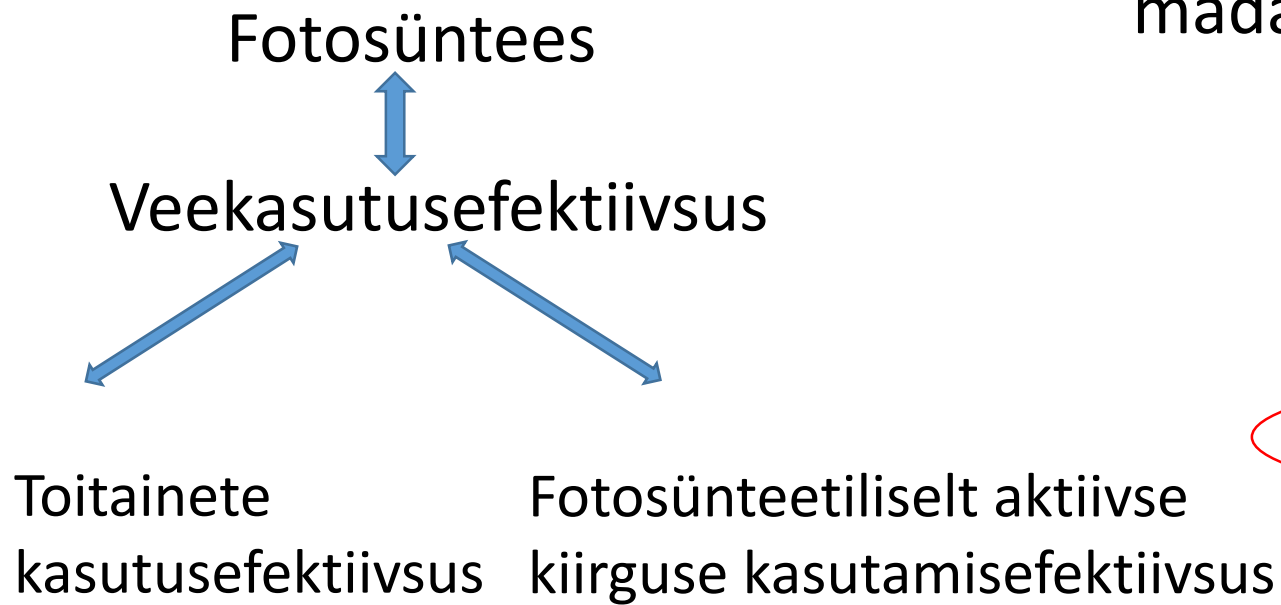 Fotosüntees
Veekasutusefektiivsus
Toitainete
kasutusefektiivsus
Fotosünteetiliselt aktiivse
kiirguse kasutamisefektiivsus